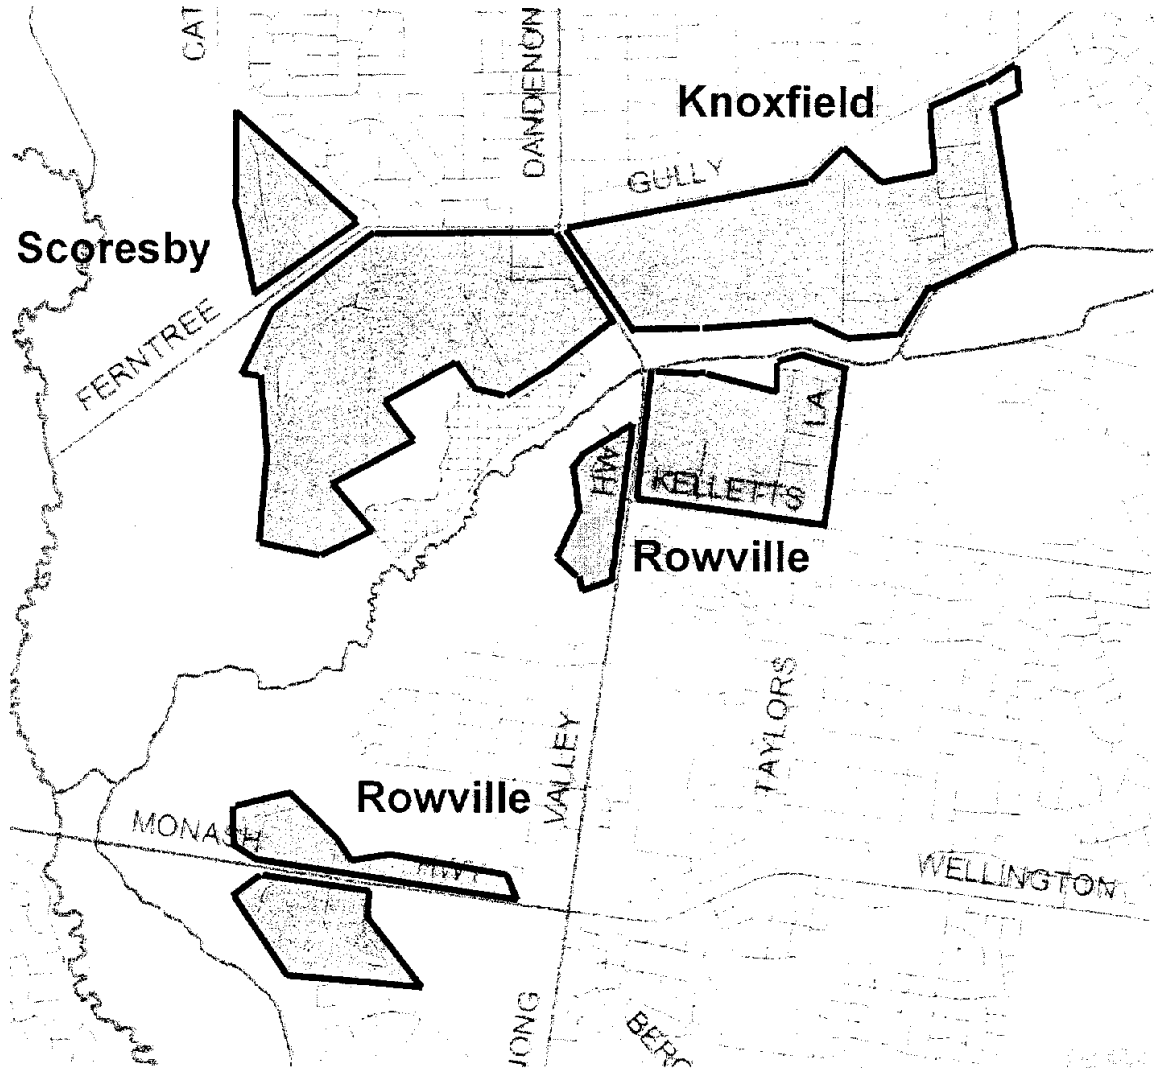 CAT
DANDENON
Knoxfield
GULLY
Scoresby
FERNTREE
LA
HWY
KELLETTS
Rowville
TAYLORS
VALLEY
Rowville
MONASH
HWY
WELLINGTON
JONG
BERG